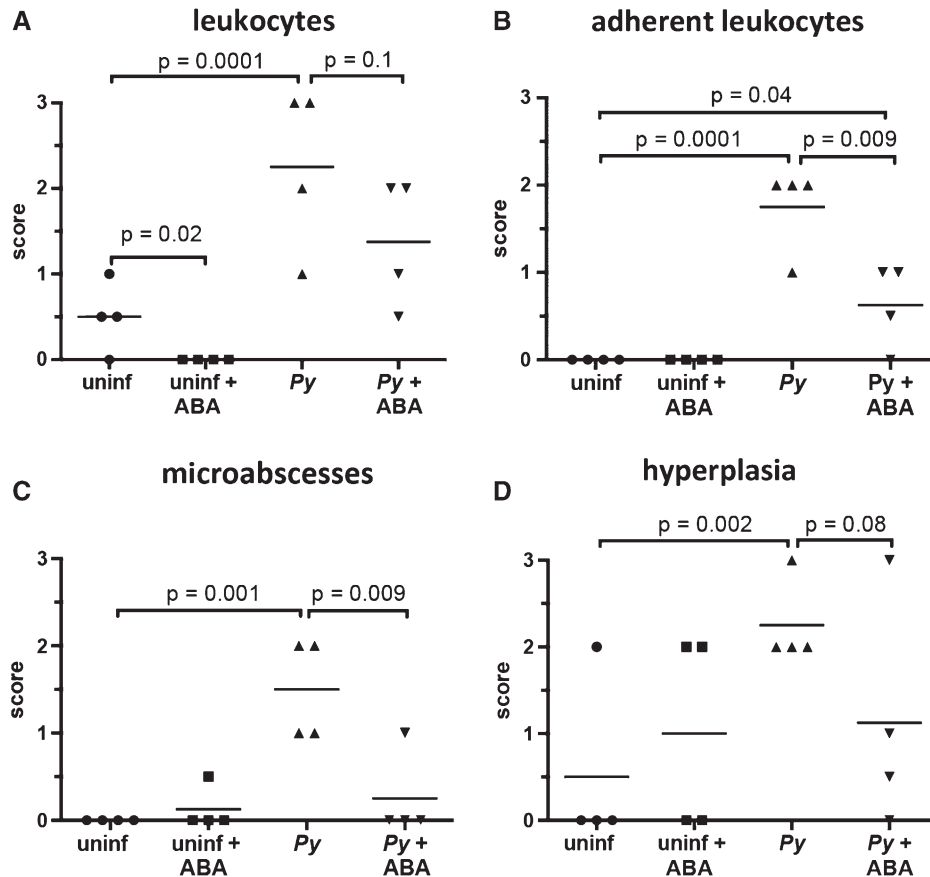 A
leukocytes
p = 0.0001
p = 0.1
p = 0.02
score
3
2
1
0
uninf
uninf +
ABA
Py
Py +
ABA
B
adherent leukocytes
p = 0.04
p = 0.0001
p = 0.009
score
3
2
1
0
uninf
uninf +
ABA
Py
Py +
ABA
C
microabscesses
p = 0.001
p = 0.009
score
3
2
1
0
uninf
uninf +
ABA
Py
Py +
ABA
D
hyperplasia
p = 0.002
p = 0.08
score
3
2
1
0
uninf
uninf +
ABA
Py
Py +
ABA